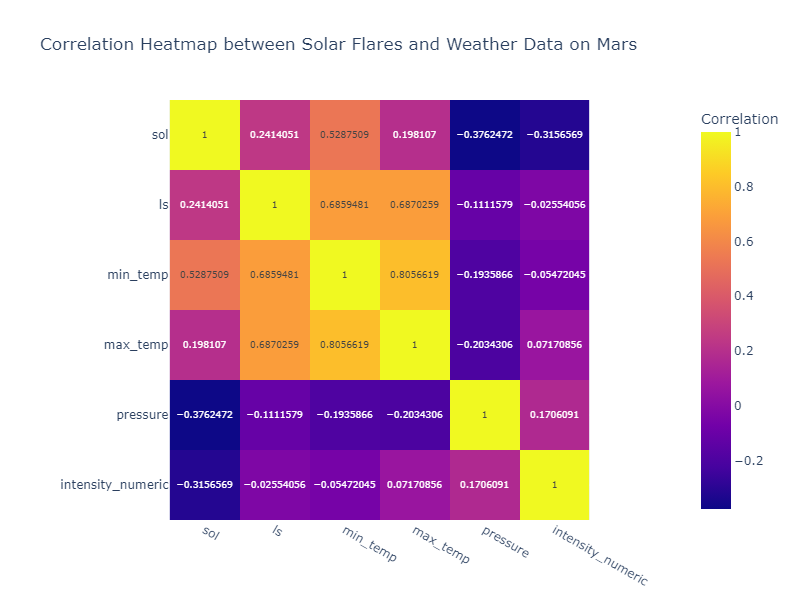 Correlation Heatmap between Solar Flares and Weather Data on Mars
Correlation
sol 1 0.2414051 0.5287509 0.198107 −0.3762472 −0.3156569
ls 0.2414051 1 0.6859481 0.6870259 −0.1111579 −0.02554056
min_temp 0.5287509 0.6859481 1 0.8056619 −0.1935866 −0.05472045
max_temp 0.198107 0.6870259 0.8056619 1 −0.2034306 0.07170856
pressure −0.3762472 −0.1111579 −0.1935866 −0.2034306 1 0.1706091
intensity_numeric −0.3156569 −0.02554056 −0.05472045 0.07170856 0.1706091 1
sol ls min_temp max_temp pressure intensity_numeric
1
0.8
0.6
0.4
0.2
0
−0.2